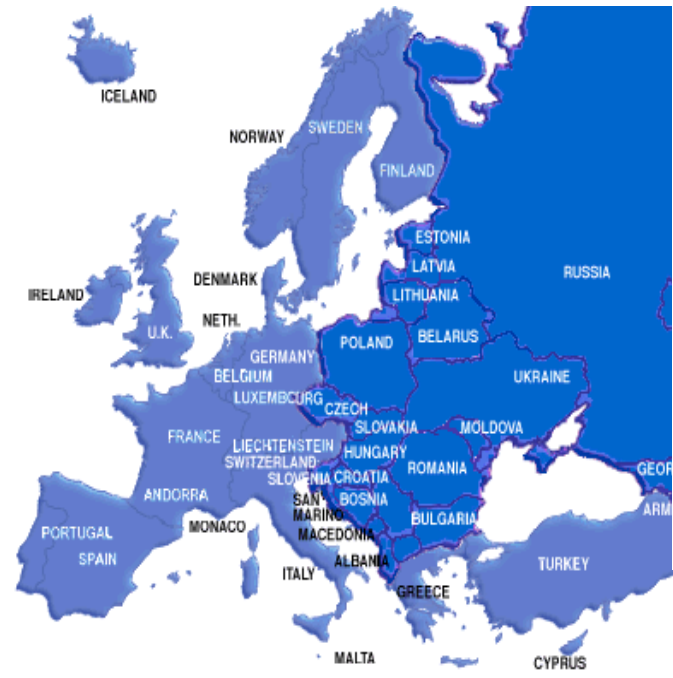 ICELAND
SWEDEN
NORWAY
FINLAND
ESTONIA
LATVIA
RUSSIA
DENMARK
IRELAND
LITHUANIA
NETH.
U.K.
BELARUS
POLAND
GERMANY
BELGIUM
UKRAINE
LUXEMBOURG
CZECH
SLOVAKIA
MOLDOVA
FRANCE
LIECHTENSTEIN
HUNGARY
SWITZERLAND
ROMANIA
GEOR
SLOVENIA
CROATIA
ANDORRA
SAN
MARINO
BOSNIA
ARM
BULGARIA
MONACO
PORTUGAL
MACEDONIA
SPAIN
ALBANIA
TURKEY
ITALY
GREECE
MALTA
CYPRUS